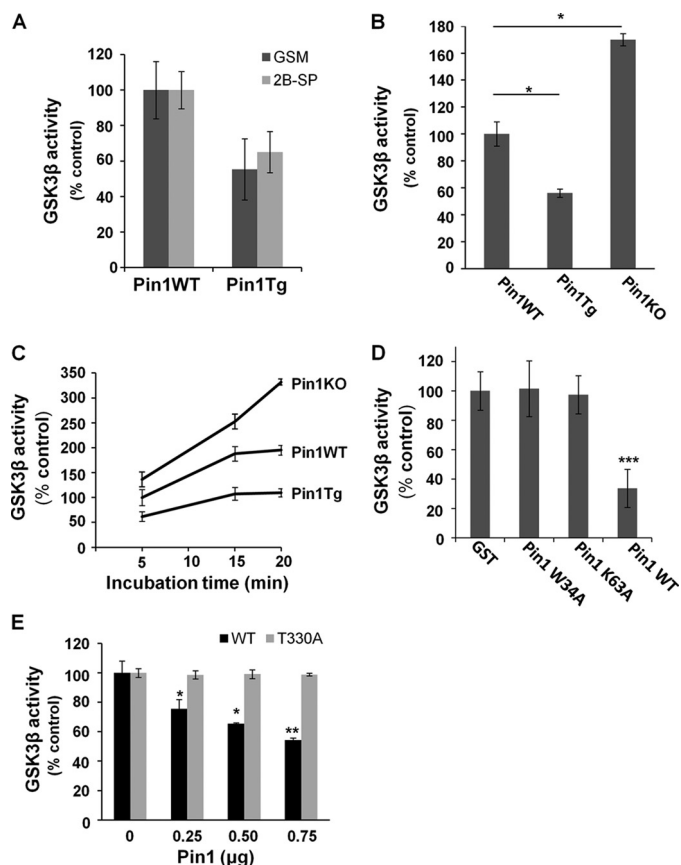 A
GSK3β activity
(% control)
120
100
80
60
40
20
0
GSM
2B-SP
Pin1WT
Pin1Tg
B
GSK3β activity
(% control)
180
160
140
120
100
80
60
40
20
0
*
*
Pin1WT
Pin1Tg
Pin1KO
C
GSK3β activity
(% control)
350
300
250
200
150
100
50
0
Pin1KO
Pin1WT
Pin1Tg
5
10
15
20
Incubation time (min)
D
GSK3β activity
(% control)
120
100
80
60
40
20
0
***
GST
Pin1 W34A
Pin1 K63A
Pin1 WT
E
GSK3β activity
(% control)
120
100
80
60
40
20
0
WT
T330A
*
*
**
0
0.25
0.50
0.75
Pin1 (μg)